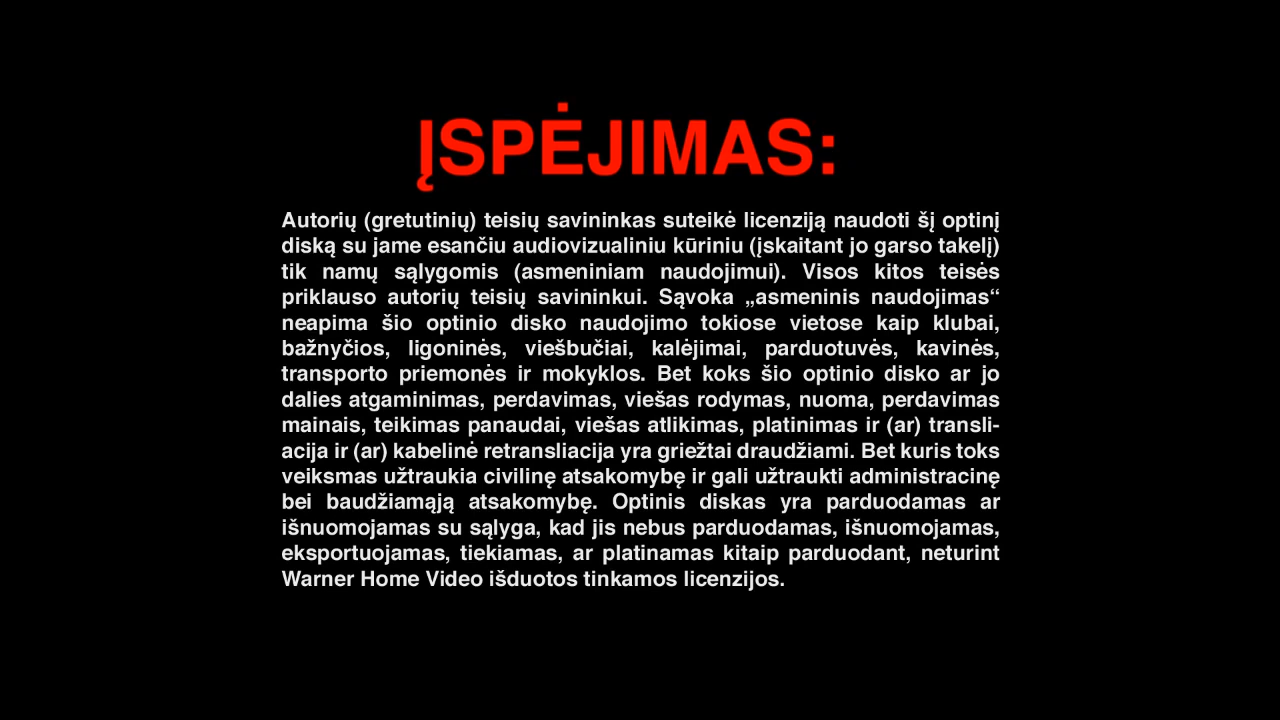 ĮSPĖJIMAS:
Autorių (gretutinių) teisių savininkas suteikė licenziją naudoti šį optinį
diską su jame esančiu audiovizualiniu kūriniu (įskaitant jo garso takelį)
tik namų sąlygomis (asmeniniam naudojimui). Visos kitos teisės
priklauso autorių teisių savininkui. Sąvoka „asmeninis naudojimas“
neapima šio optinio disko naudojimo tokiose vietose kaip klubai,
bažnyčios, ligoninės, viešbučiai, kalėjimai, parduotuvės, kavinės,
transporto priemonės ir mokyklos. Bet koks šio optinio disko ar jo
dalies atgaminimas, perdavimas, viešas rodymas, nuoma, perdavimas
mainais, teikimas panaudai, viešas atlikimas, platinimas ir (ar) transli-
acija ir (ar) kabelinė retransliacija yra griežtai draudžiami. Bet kuris toks
veiksmas užtraukia civilinę atsakomybę ir gali užtraukti administracinę
bei baudžiamąją atsakomybę. Optinis diskas yra parduodamas ar
išnuomojamas su sąlyga, kad jis nebus parduodamas, išnuomojamas,
eksportuojamas, tiekiamas, ar platinamas kitaip parduodant, neturint
Warner Home Video išduotos tinkamos licenzijos.